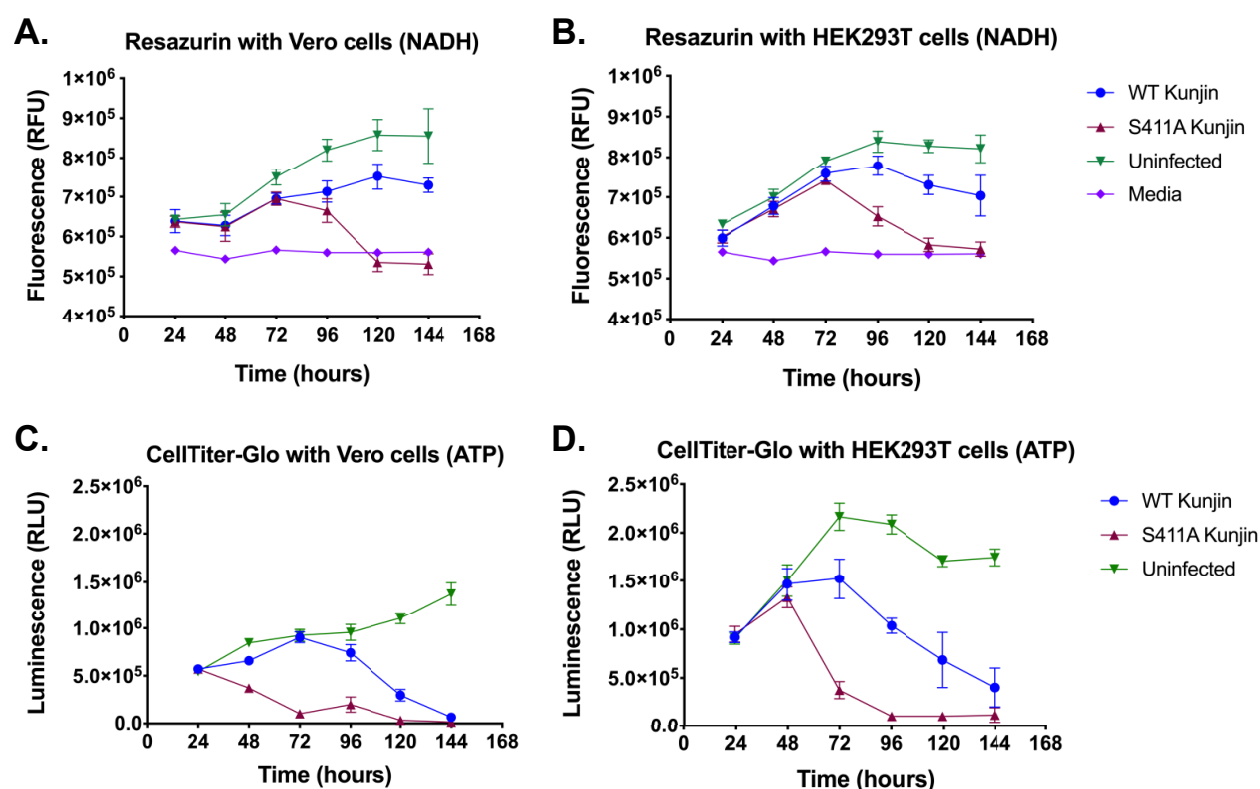 A.
Resazurin with Vero cells (NADH)
Fluorescence (RFU)
1×10⁶
9×10⁵
8×10⁵
7×10⁵
6×10⁵
5×10⁵
4×10⁵
0 24 48 72 96 120 144 168
Time (hours)
B.
Resazurin with HEK293T cells (NADH)
Fluorescence (RFU)
1×10⁶
9×10⁵
8×10⁵
7×10⁵
6×10⁵
5×10⁵
4×10⁵
0 24 48 72 96 120 144 168
Time (hours)
WT Kunjin
S411A Kunjin
Uninfected
Media
C.
CellTiter-Glo with Vero cells (ATP)
Luminescence (RLU)
2.5×10⁶
2.0×10⁶
1.5×10⁶
1.0×10⁶
5.0×10⁵
0.0
0 24 48 72 96 120 144 168
Time (hours)
D.
CellTiter-Glo with HEK293T cells (ATP)
Luminescence (RLU)
2.5×10⁶
2.0×10⁶
1.5×10⁶
1.0×10⁶
5.0×10⁵
0.0
0 24 48 72 96 120 144 168
Time (hours)
WT Kunjin
S411A Kunjin
Uninfected